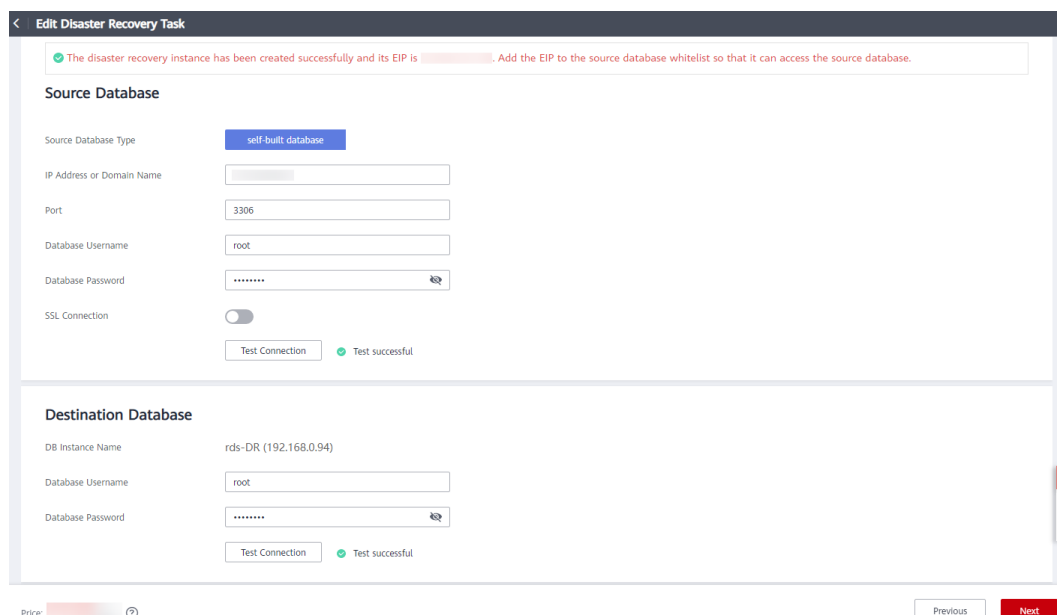 Edit Disaster Recovery Task
The disaster recovery instance has been created successfully and its EIP is . Add the EIP to the source database whitelist so that it can access the source database.
Source Database
Source Database Type self-built database
IP Address or Domain Name
Port 3306
Database Username root
Database Password ••••••••
SSL Connection
Test Connection Test successful
Destination Database
DB Instance Name rds-DR (192.168.0.94)
Database Username root
Database Password ••••••••
Test Connection Test successful
Price: Previous Next